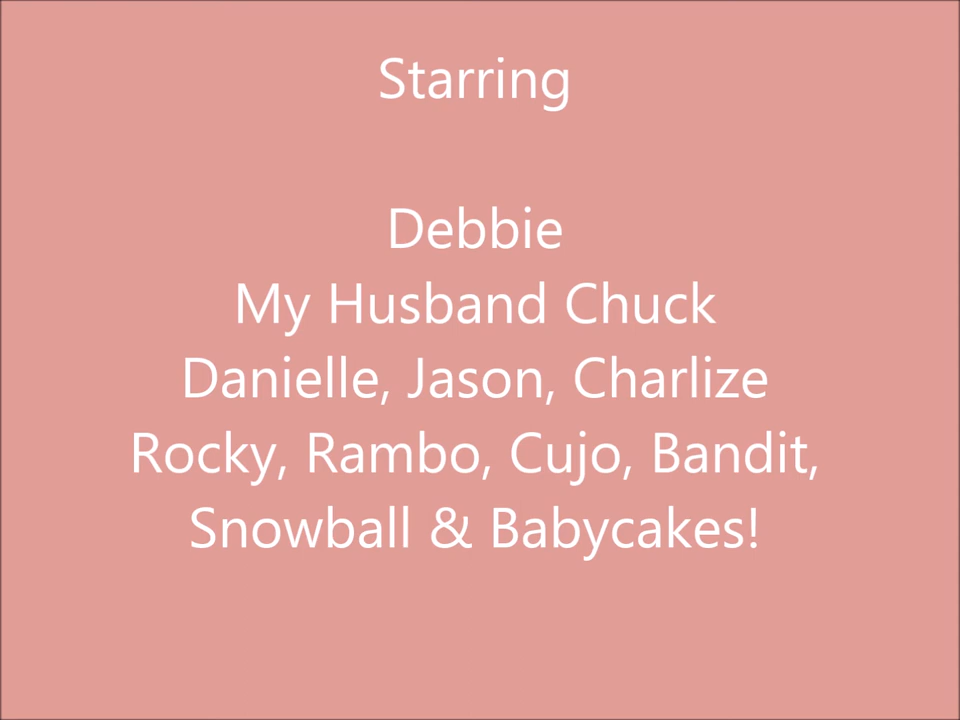 Starring
Debbie
My Husband Chuck
Danielle, Jason, Charlize
Rocky, Rambo, Cujo, Bandit,
Snowball & Babycakes!